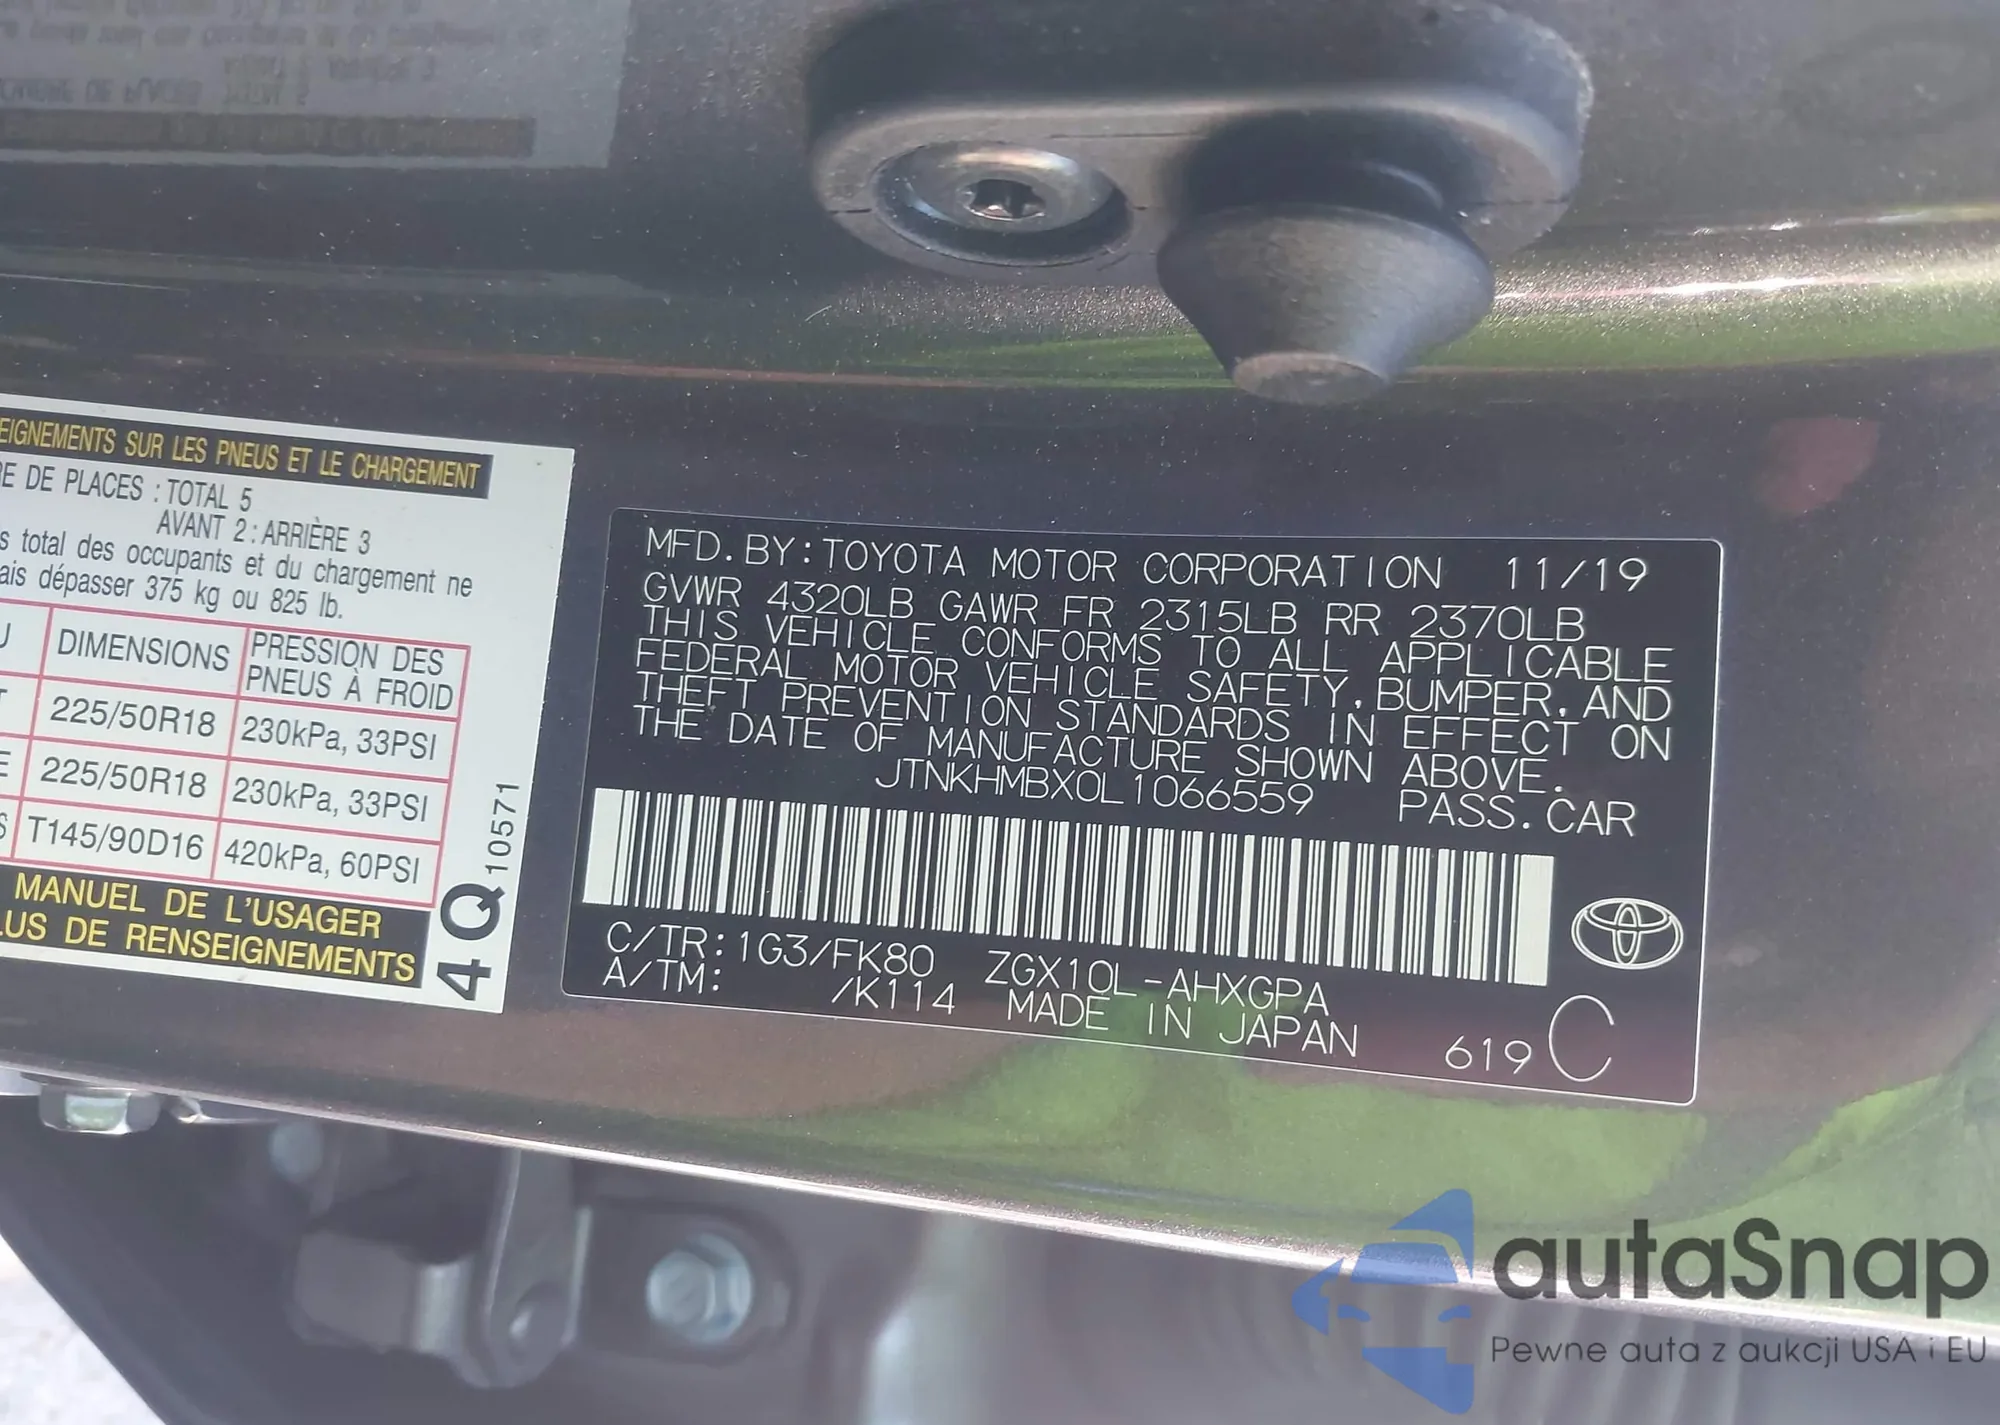 EIGNEMENTS SUR LES PNEUS ET LE CHARGEMENT
RE DE PLACES : TOTAL 5
AVANT 2 : ARRIÈRE 3
s total des occupants et du chargement ne
ais dépasser 375 kg ou 825 lb.
U DIMENSIONS PRESSION DES PNEUS À FROID
T 225/50R18 230kPa, 33PSI
E 225/50R18 230kPa, 33PSI
S T145/90D16 420kPa, 60PSI
MANUEL DE L'USAGER
LUS DE RENSEIGNEMENTS
4Q 10571
MFD. BY: TOYOTA MOTOR CORPORATION 11/19
GVWR 4320LB GAWR FR 2315LB RR 2370LB
THIS VEHICLE CONFORMS TO ALL APPLICABLE
FEDERAL MOTOR VEHICLE SAFETY, BUMPER, AND
THEFT PREVENTION STANDARDS IN EFFECT ON
THE DATE OF MANUFACTURE SHOWN ABOVE.
JTNKHMBX0L1066559 PASS. CAR
C/TR: 1G3/FK80 ZGX10L-AHXGPA
A/TM: /K114 MADE IN JAPAN 619 C
autaSnap
Pewne auta z aukcji USA i EU